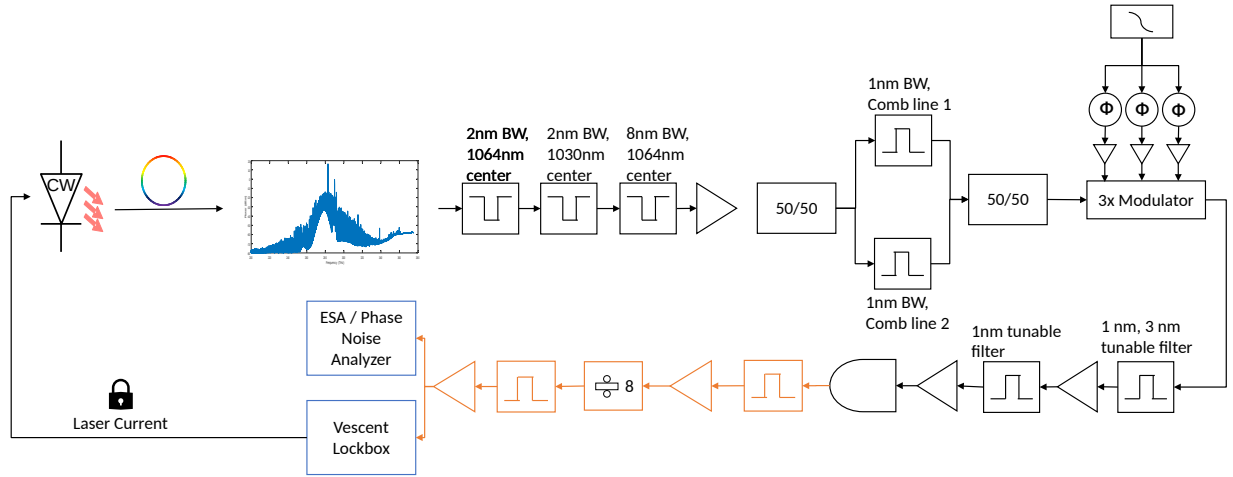 1nm BW,
Comb line 1
2nm BW,
1064nm
center
2nm BW,
1030nm
center
8nm BW,
1064nm
center
Φ Φ Φ
CW
50/50
50/50
3x Modulator
1nm BW,
Comb line 2
ESA / Phase
Noise
Analyzer
1nm tunable
filter
1 nm, 3 nm
tunable filter
÷ 8
Laser Current
Vescent
Lockbox